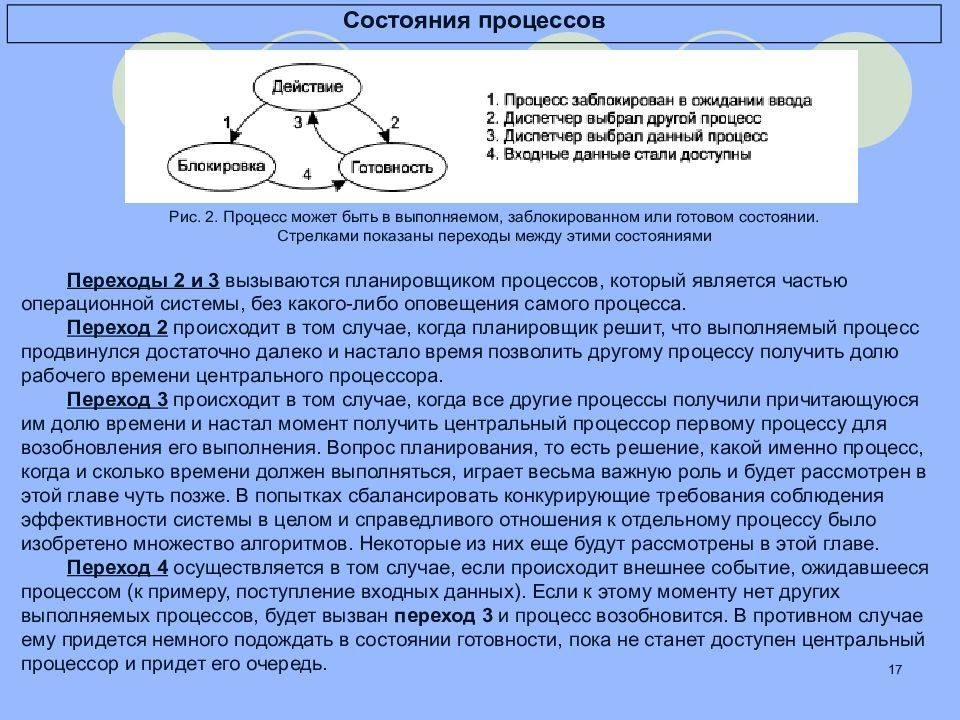 Состояния процессов
Действие
1
3
2
Блокировка
4
Готовность
1. Процесс заблокирован в ожидании ввода
2. Диспетчер выбрал другой процесс
3. Диспетчер выбрал данный процесс
4. Входные данные стали доступны
Рис. 2. Процесс может быть в выполняемом, заблокированном или готовом состоянии.
Стрелками показаны переходы между этими состояниями
Переходы 2 и 3 вызываются планировщиком процессов, который является частью
операционной системы, без какого-либо оповещения самого процесса.
Переход 2 происходит в том случае, когда планировщик решит, что выполняемый процесс
продвинулся достаточно далеко и настало время позволить другому процессу получить долю
рабочего времени центрального процессора.
Переход 3 происходит в том случае, когда все другие процессы получили причитающуюся
им долю времени и настал момент получить центральный процессор первому процессу для
возобновления его выполнения. Вопрос планирования, то есть решение, какой именно процесс,
когда и сколько времени должен выполняться, играет весьма важную роль и будет рассмотрен в
этой главе чуть позже. В попытках сбалансировать конкурирующие требования соблюдения
эффективности системы в целом и справедливого отношения к отдельному процессу было
изобретено множество алгоритмов. Некоторые из них еще будут рассмотрены в этой главе.
Переход 4 осуществляется в том случае, если происходит внешнее событие, ожидавшееся
процессом (к примеру, поступление входных данных). Если к этому моменту нет других
выполняемых процессов, будет вызван переход 3 и процесс возобновится. В противном случае
ему придется немного подождать в состоянии готовности, пока не станет доступен центральный
процессор и придет его очередь.
17